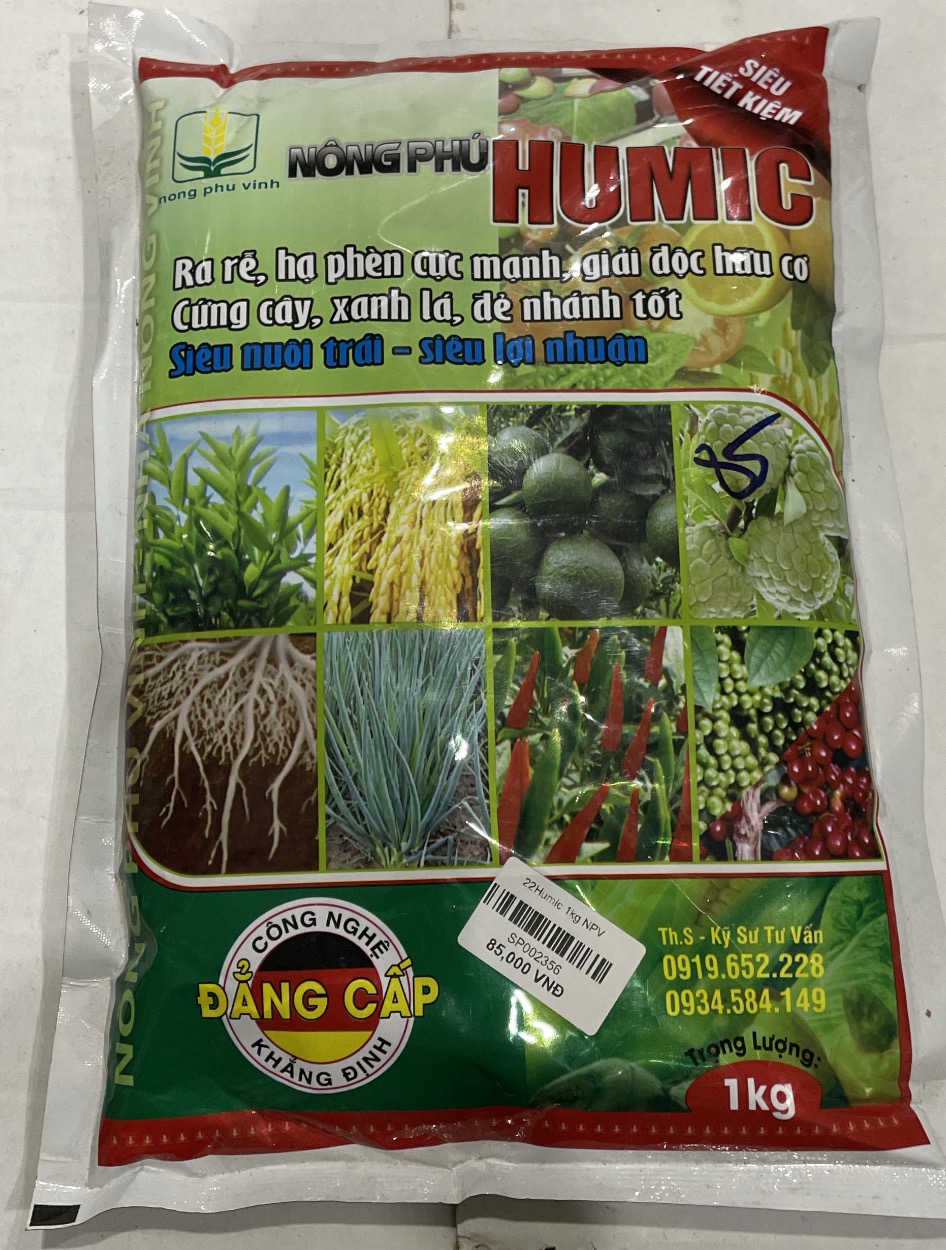 SIÊU
TIẾT KIỆM
nong phu vinh
NÔNG PHÚ
HUMIC
Ra rễ, hạ phèn cực mạnh, giải độc hữu cơ
Cứng cây, xanh lá, đẻ nhánh tốt
Siêu nuôi trái – siêu lợi nhuận
85
22Humic 1kg NPV
SP002356
85,000 VNĐ
CÔNG NGHỆ
ĐẲNG CẤP
KHẲNG ĐỊNH
Th.S - Kỹ Sư Tư Vấn
0919.652.228
0934.584.149
Trọng Lượng:
1kg